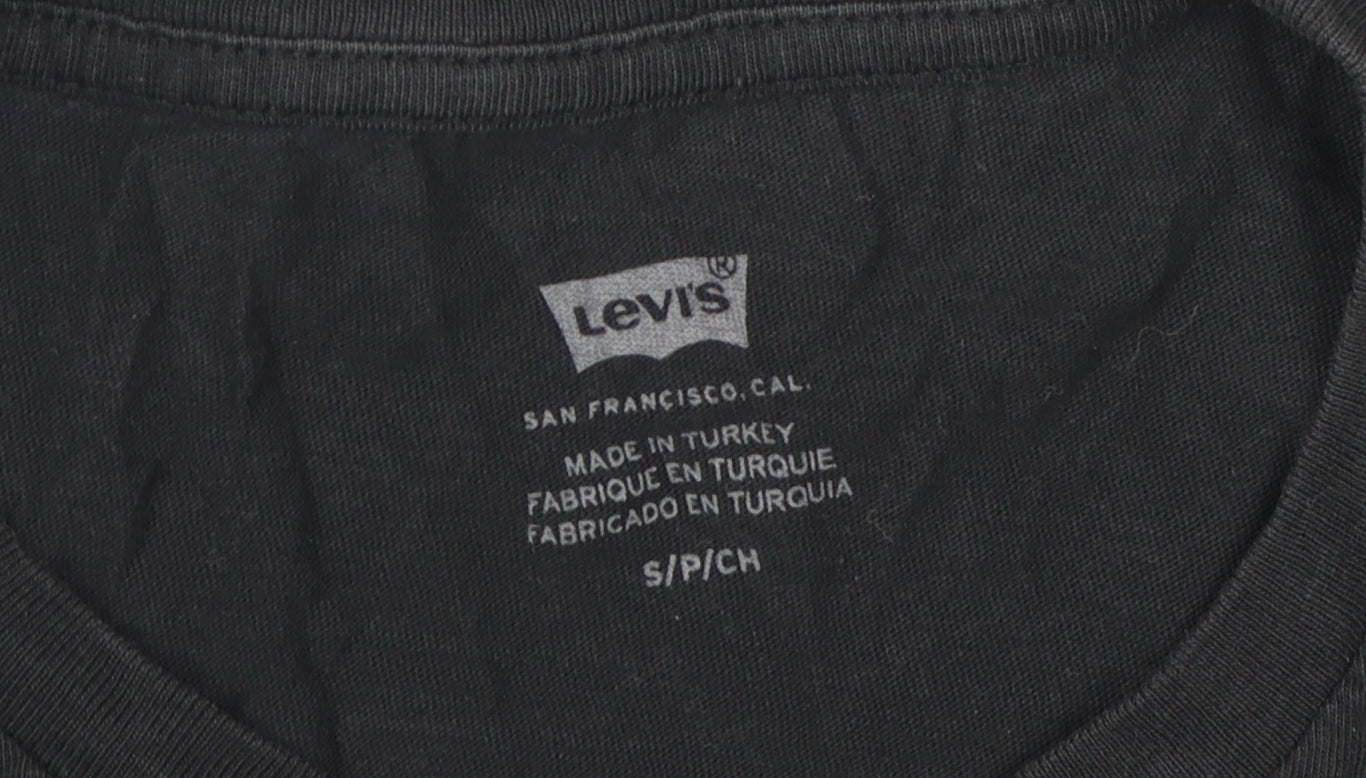 Levi's®
SAN FRANCISCO, CAL.
MADE IN TURKEY
FABRIQUE EN TURQUIE
FABRICADO EN TURQUIA
S/P/CH